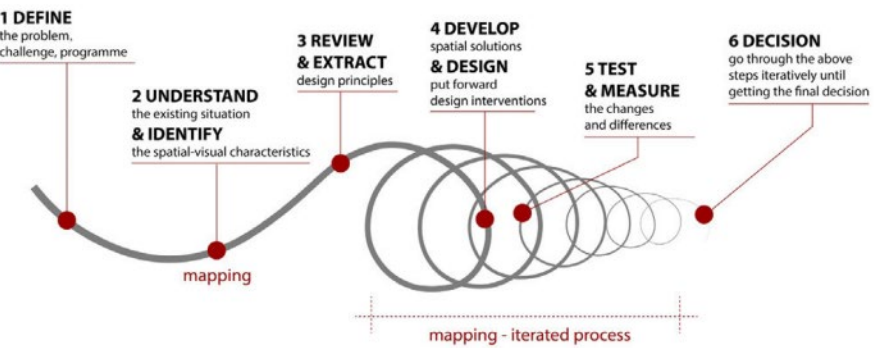 1 DEFINE
the problem,
challenge, programme
2 UNDERSTAND
the existing situation
& IDENTIFY
the spatial-visual characteristics
3 REVIEW
& EXTRACT
design principles
4 DEVELOP
spatial solutions
& DESIGN
put forward
design interventions
5 TEST
& MEASURE
the changes
and differences
6 DECISION
go through the above
steps iteratively until
getting the final decision
mapping
mapping - iterated process